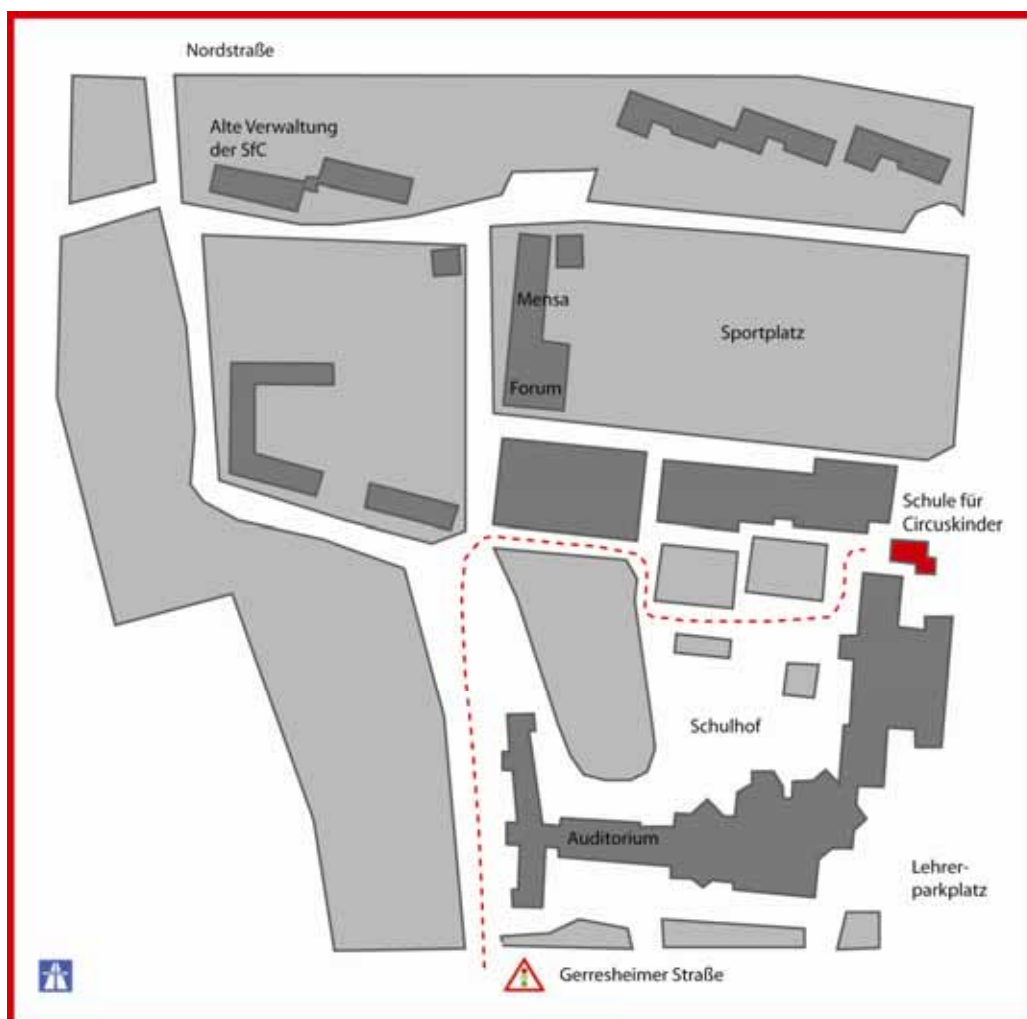 Nordstraße
Alte Verwaltung
der SfC
Mensa
Sportplatz
Forum
Schule für
Circuskinder
Schulhof
Auditorium
Lehrer-
parkplatz
Gerresheimer Straße